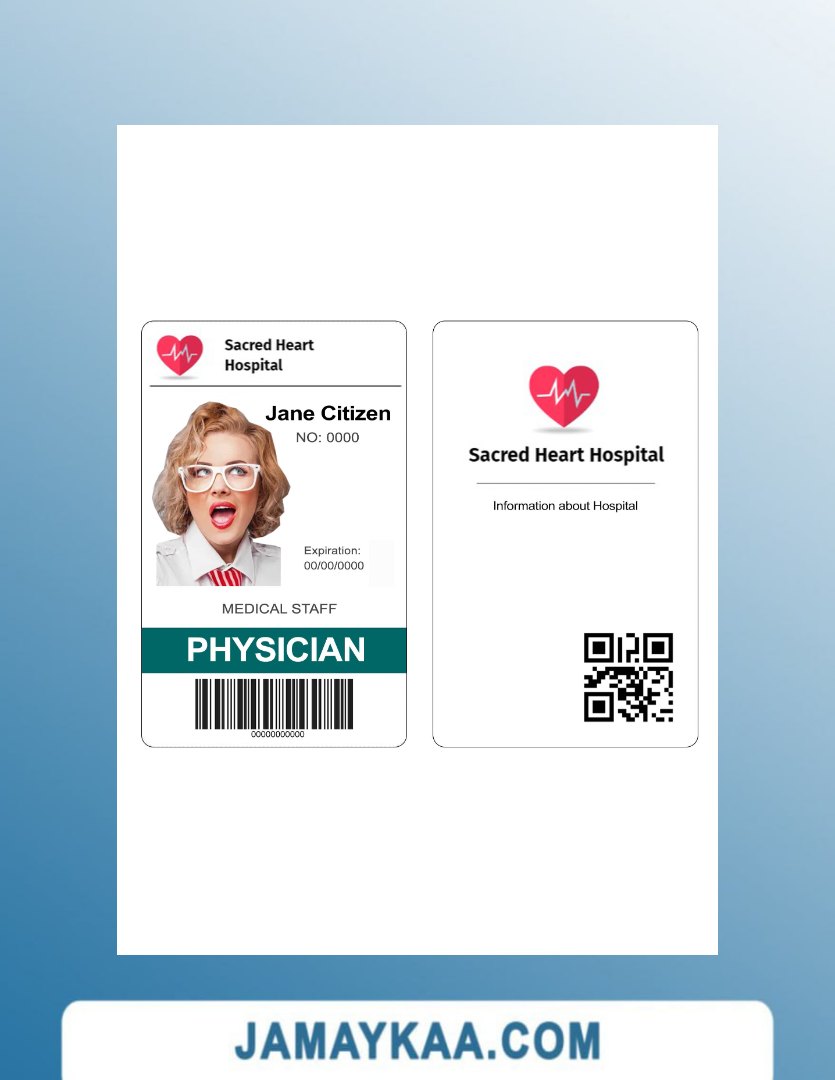 Sacred Heart
Hospital
Jane Citizen
NO: 0000
Expiration:
00/00/0000
MEDICAL STAFF
PHYSICIAN
00000000000
Sacred Heart Hospital
Information about Hospital
JAMAYKAA.COM